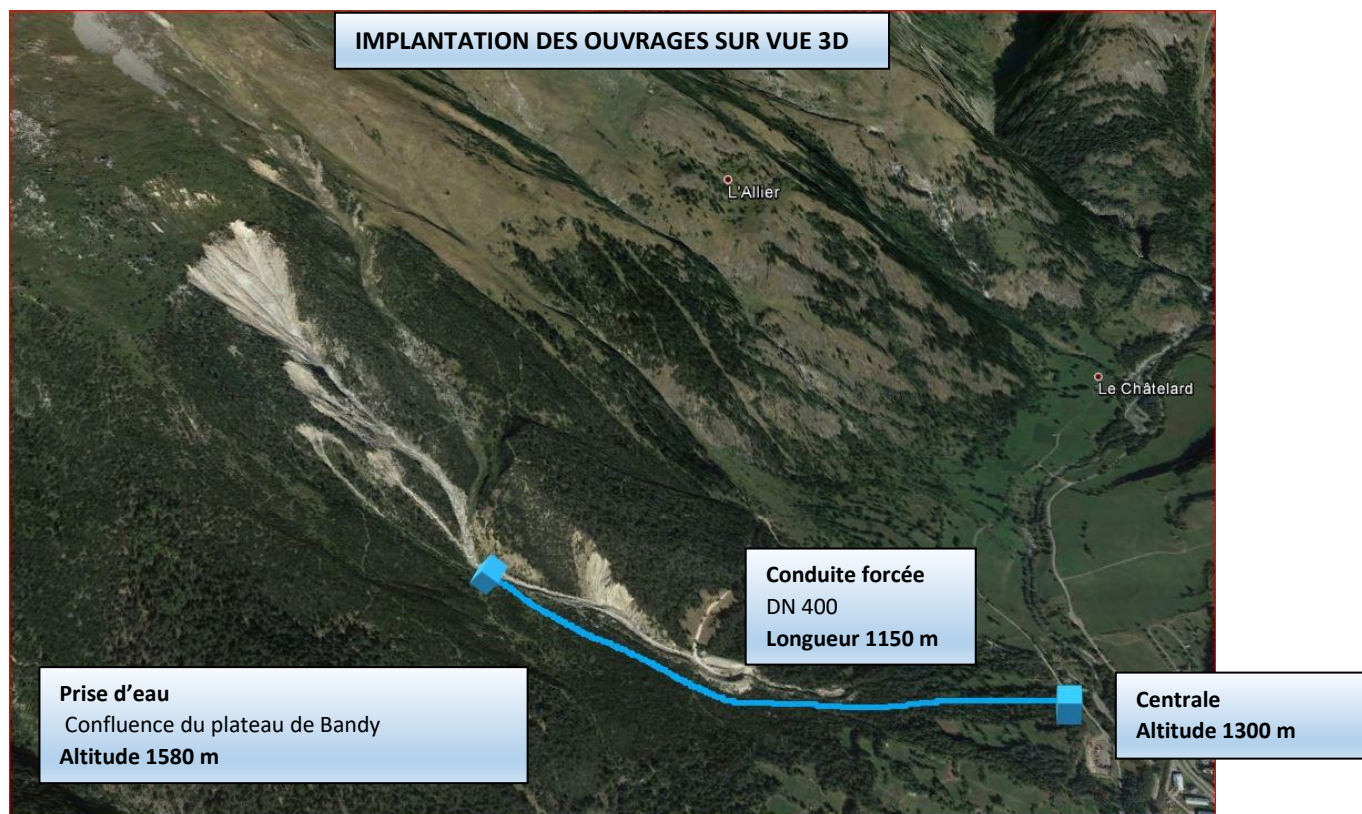 IMPLANTATION DES OUVRAGES SUR VUE 3D
L'Allier
Le Châtelard
Conduite forcée
DN 400
Longueur 1150 m
Prise d’eau
Confluence du plateau de Bandy
Altitude 1580 m
Centrale
Altitude 1300 m